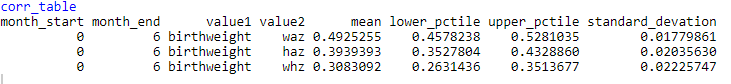 corr_table
month_start month_end value1 value2 mean lower_pctile upper_pctile standard_devation
0 6 birthweight waz 0.4925255 0.4578238 0.5281035 0.01779861
0 6 birthweight haz 0.3939393 0.3527804 0.4328860 0.02035630
0 6 birthweight whz 0.3083092 0.2631436 0.3513677 0.02225747